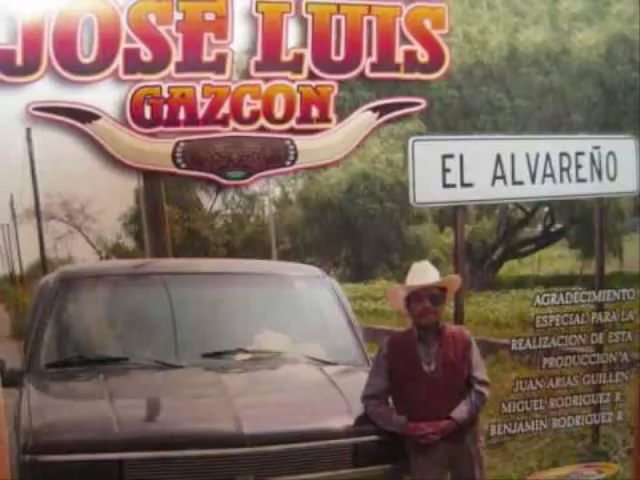 JOSE LUIS
GAZCON
EL ALVAREÑO
AGRADECIMIENTO
ESPECIAL PARA LA
REALIZACION DE ESTA
PRODUCCION A
JUAN ARIAS GUILLEN
MIGUEL RODRIGUEZ R.
BENJAMIN RODRIGUEZ R.